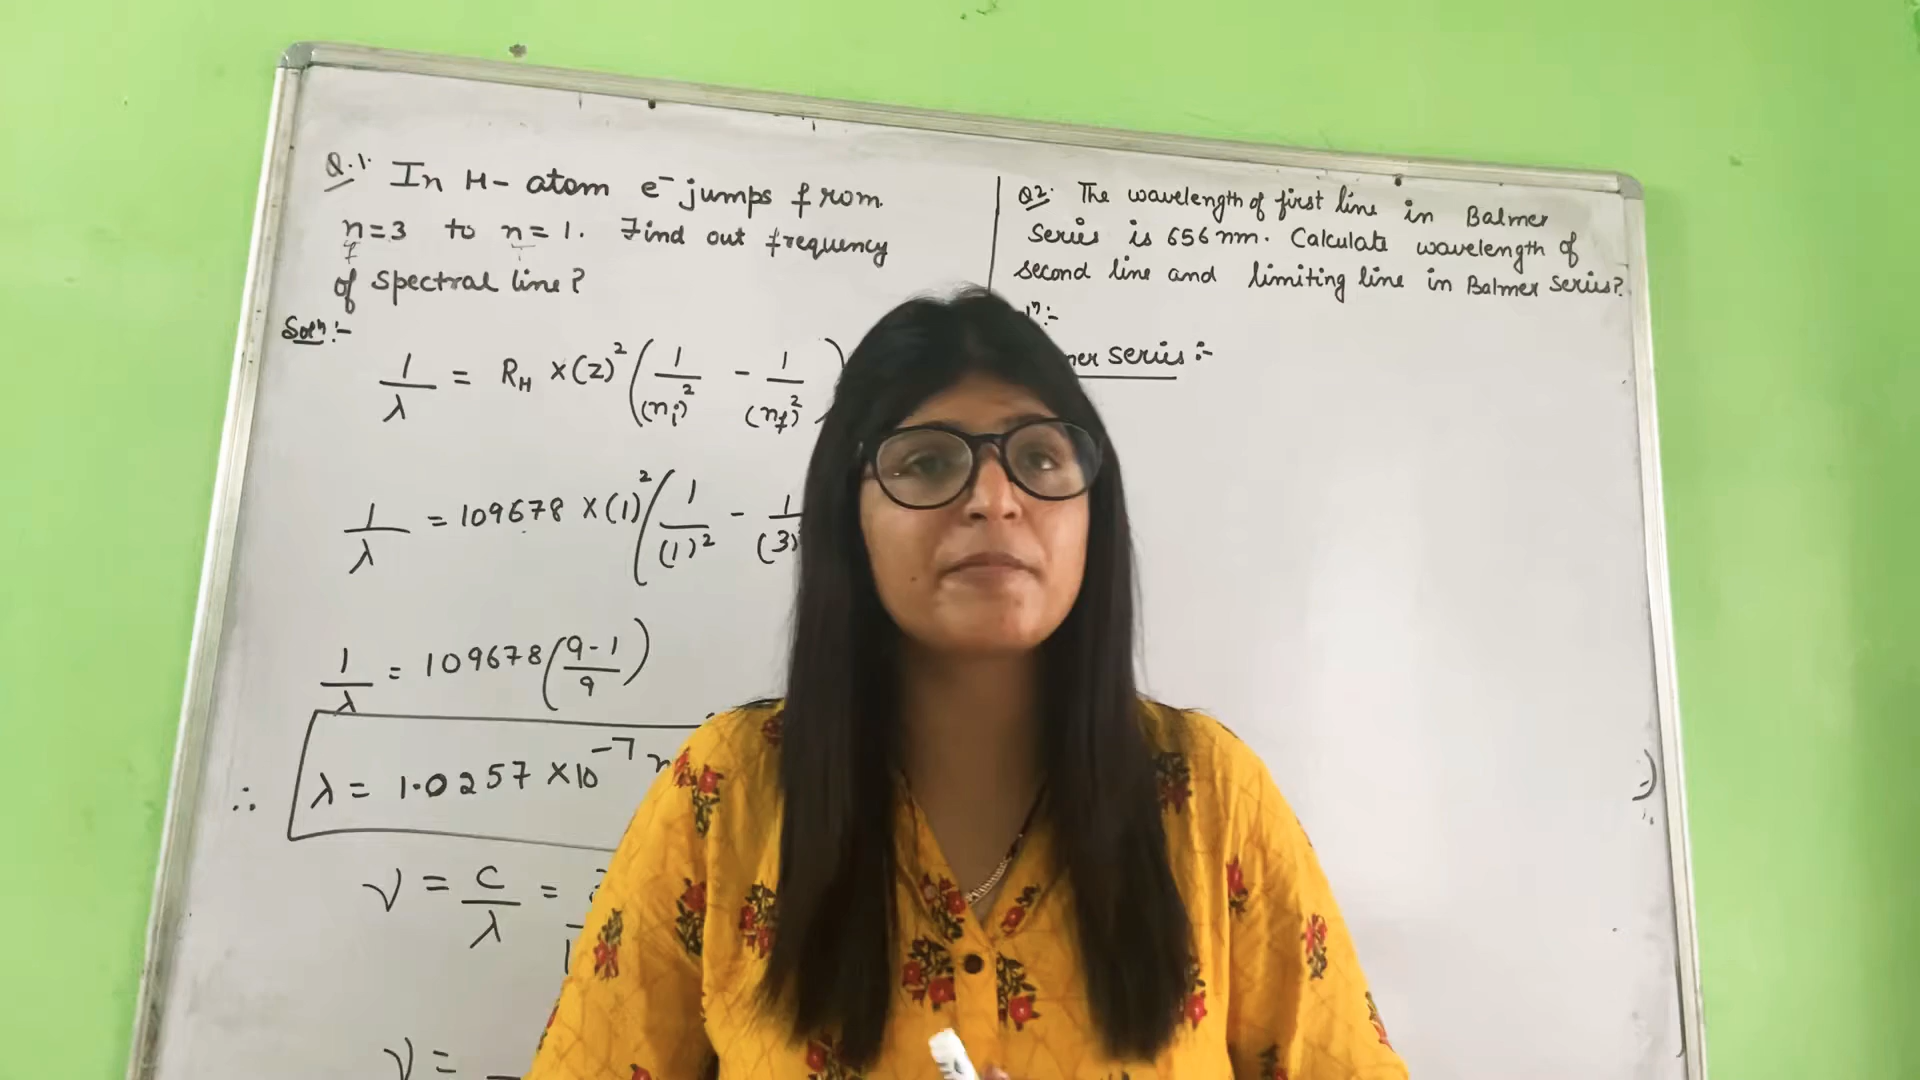 Q.1. In H- atom e⁻ jumps from
n=3 to n=1. Find out frequency
f i
of spectral line?
Solⁿ:-
1/λ = R_H ×(Z)² (1/(n_i)² - 1/(n_f)²)
1/λ = 109678 ×(1)² (1/(1)² - 1/(3)
1/λ = 109678 (9-1/9)
∴ λ = 1.0257 ×10⁻⁷
ν = c/λ =
ν =
Q2. The wavelength of first line in Balmer
Series is 656 nm. Calculate wavelength of
second line and limiting line in Balmer Series?
series :-